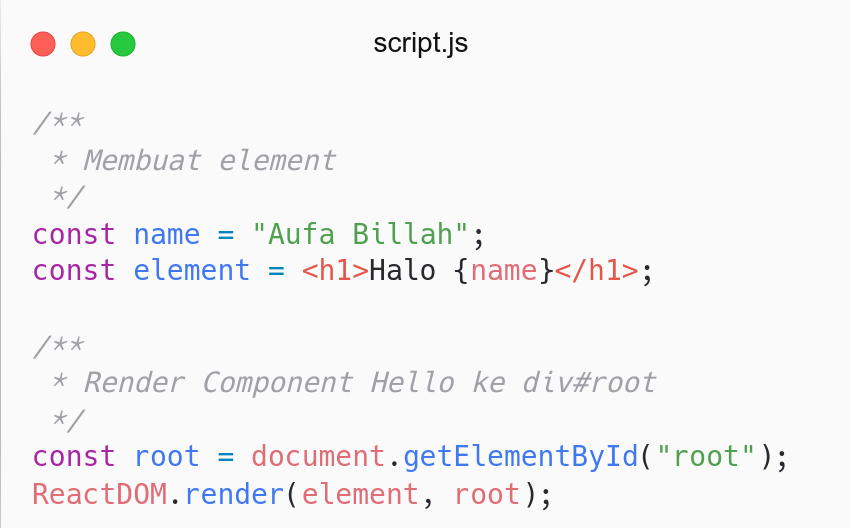 script.js
/**
 * Membuat element
 */
const name = "Aufa Billah";
const element = <h1>Halo {name}</h1>;
/**
 * Render Component Hello ke div#root
 */
const root = document.getElementById("root");
ReactDOM.render(element, root);